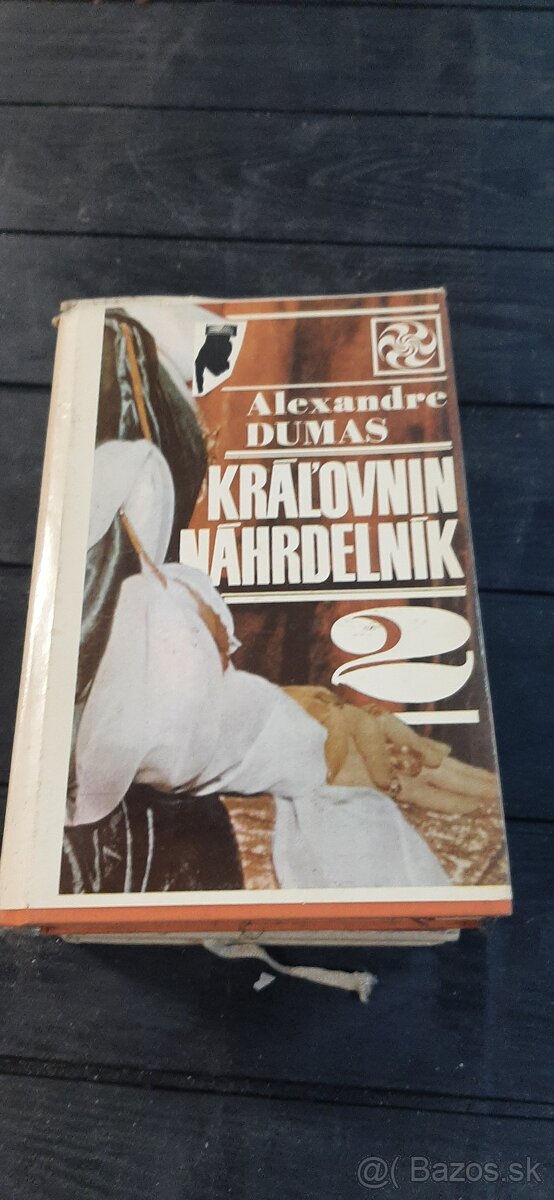 Alexandre
DUMAS
KRÁĽOVNIN
NÁHRDELNÍK
2
@( Bazos.sk